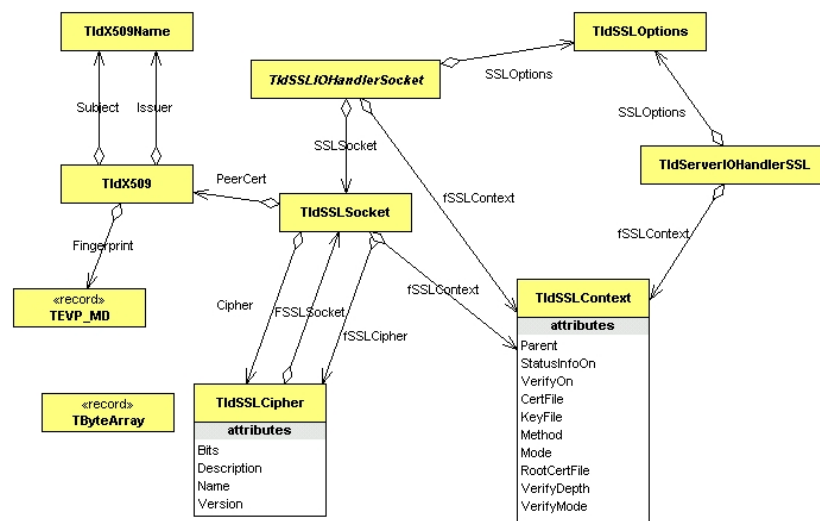 TIdX509Name
TIdSSLIOHandlerSocket
TIdSSLOptions
SSLOptions
Subject
Issuer
SSLOptions
SSLSocket
TIdServerIOHandlerSSL
TIdX509
PeerCert
fSSLContext
TIdSSLSocket
Fingerprint
fSSLContext
«record»
TEVP_MD
Cipher
FSSLSocket
fSSLContext
fSSLCipher
TIdSSLContext
attributes
Parent
StatusInfoOn
VerifyOn
CertFile
KeyFile
Method
Mode
RootCertFile
VerifyDepth
VerifyMode
«record»
TByteArray
TIdSSLCipher
attributes
Bits
Description
Name
Version